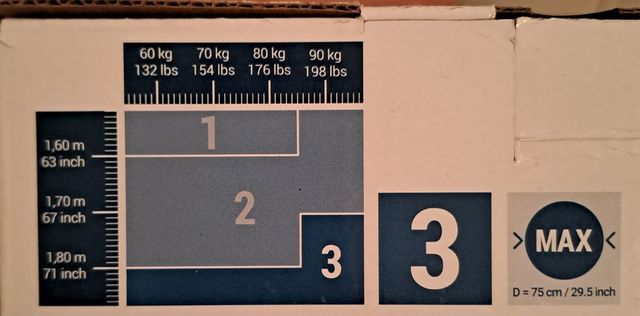 60 kg 70 kg 80 kg 90 kg
132 lbs 154 lbs 176 lbs 198 lbs
1
1,60 m
63 inch
2
1,70 m
67 inch
3
1,80 m
71 inch
3
> MAX <
D = 75 cm / 29.5 inch